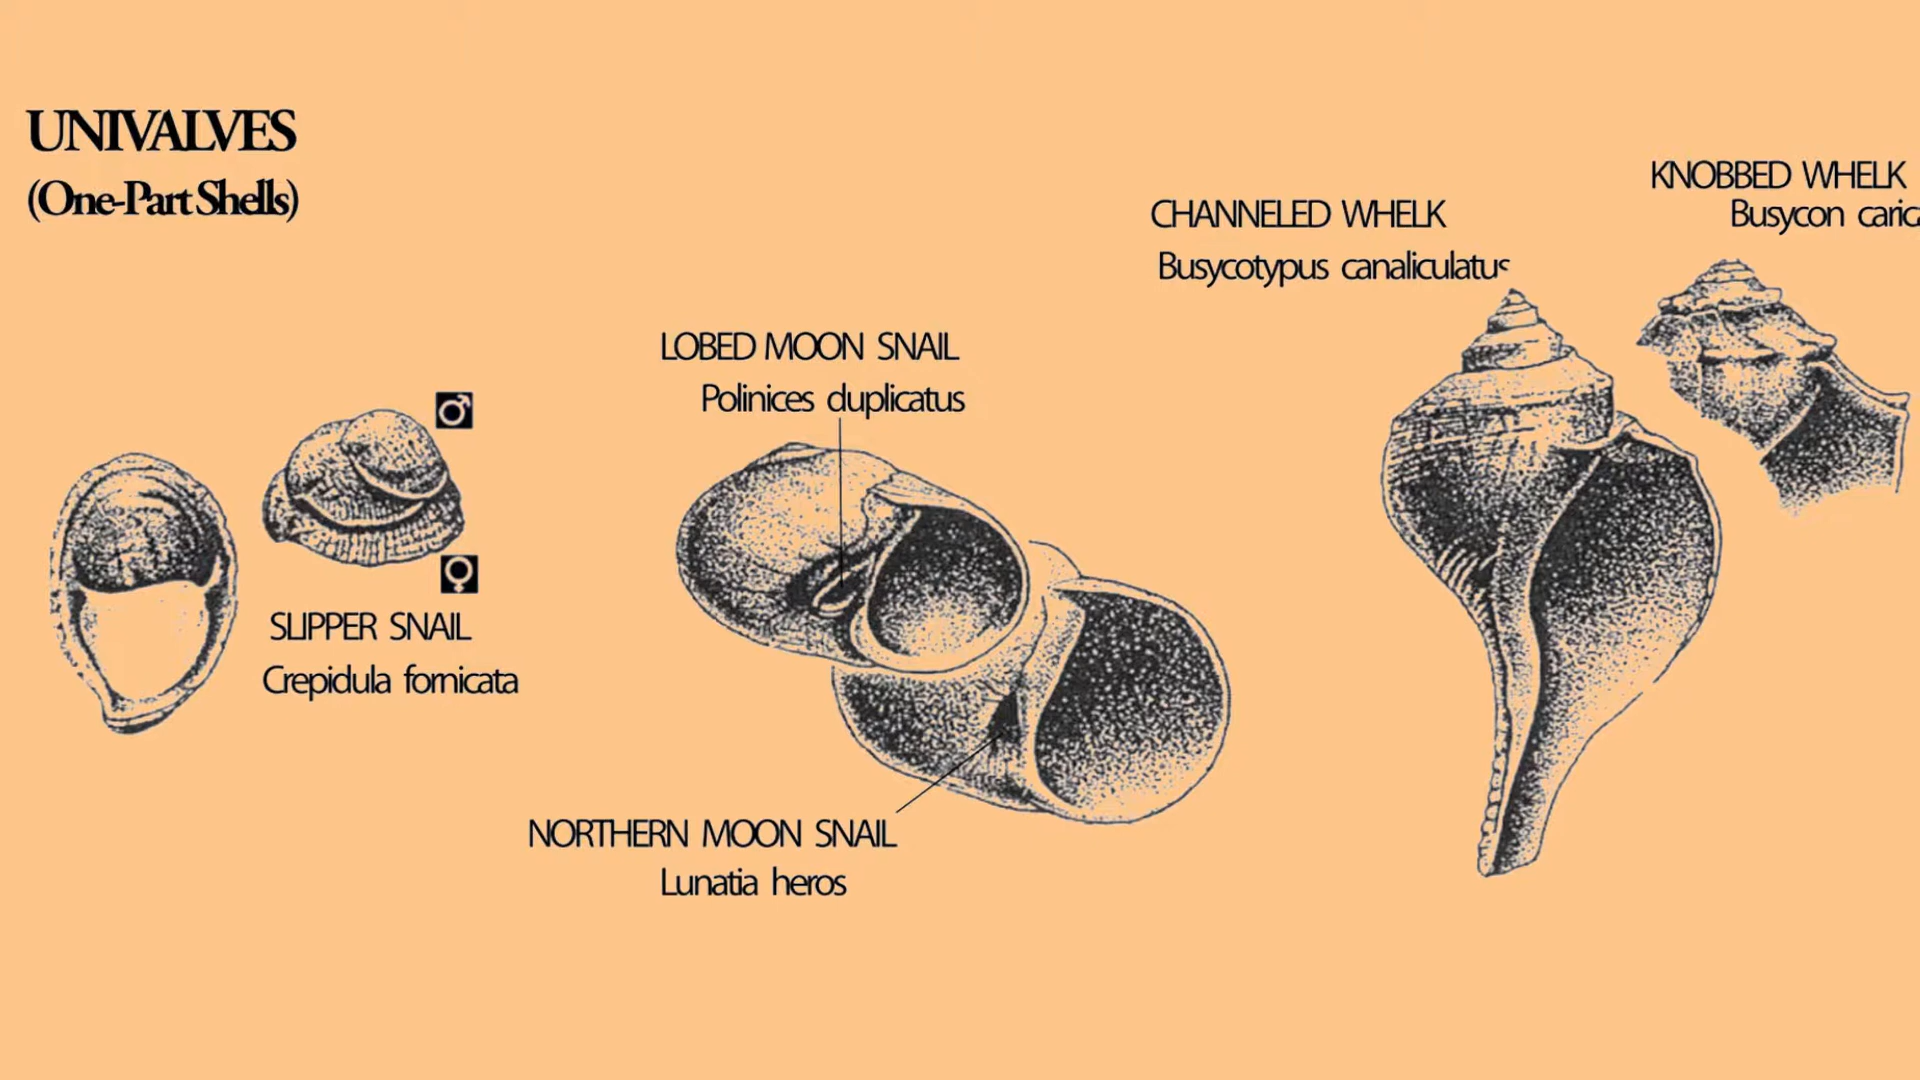 UNIVALVES
(One-Part Shells)
SLIPPER SNAIL
Crepidula fornicata
LOBED MOON SNAIL
Polinices duplicatus
NORTHERN MOON SNAIL
Lunatia heros
CHANNELED WHELK
Busycotypus canaliculatus
KNOBBED WHELK
Busycon